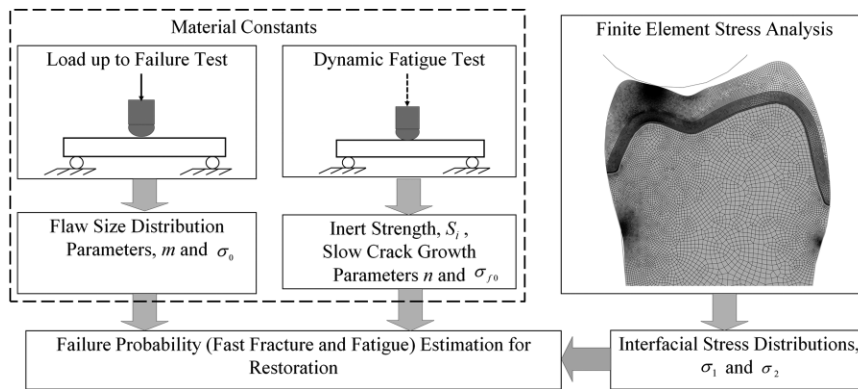 Material Constants
Load up to Failure Test
Dynamic Fatigue Test
Flaw Size Distribution
Parameters, m and σ₀
Inert Strength, Sᵢ ,
Slow Crack Growth
Parameters n and σ_{f0}
Finite Element Stress Analysis
Interfacial Stress Distributions,
σ₁ and σ₂
Failure Probability (Fast Fracture and Fatigue) Estimation for
Restoration